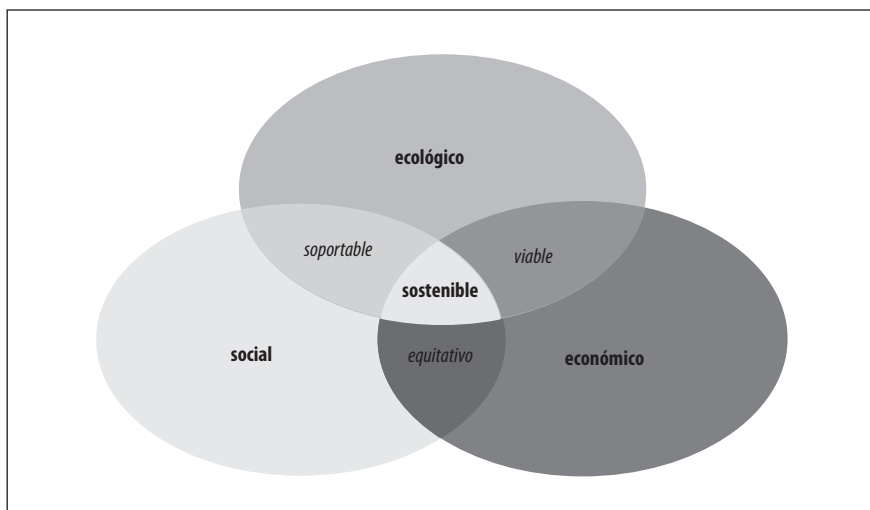 ecológico
soportable
viable
sostenible
social
equitativo
económico